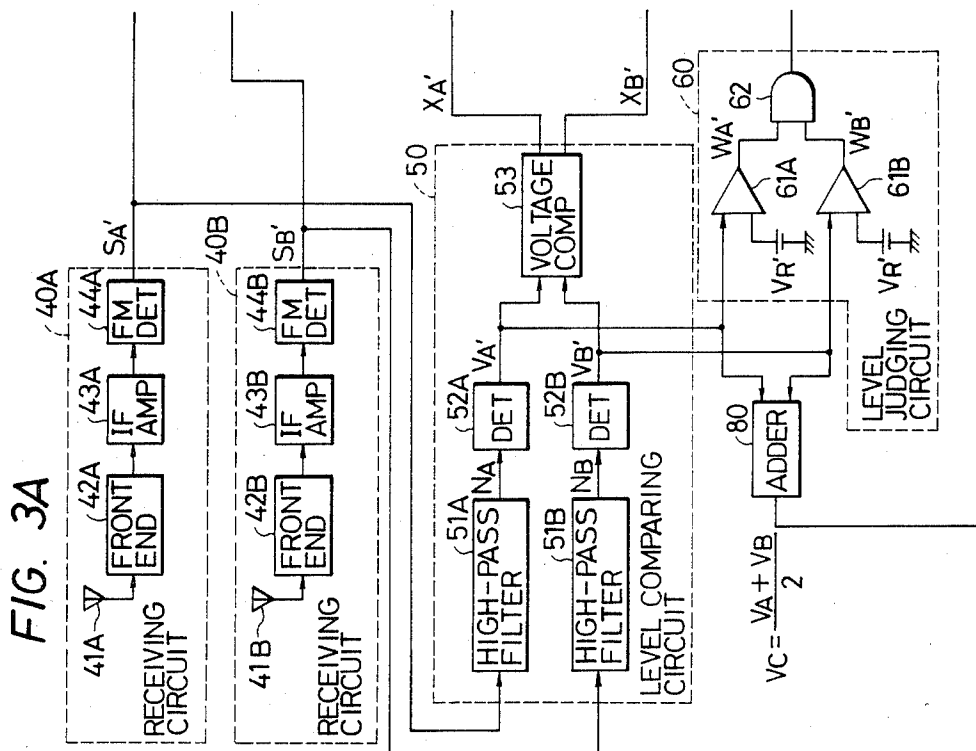 FIG. 3A
40A
41A
42A
FRONT
END
43A
IF
AMP
44A
FM
DET
SA'
RECEIVING
CIRCUIT
40B
41B
42B
FRONT
END
43B
IF
AMP
44B
FM
DET
SB'
RECEIVING
CIRCUIT
50
51A
HIGH-PASS
FILTER
NA
52A
DET
VA'
53
VOLTAGE
COMP
XA'
XB'
51B
HIGH-PASS
FILTER
NB
52B
DET
VB'
LEVEL COMPARING
CIRCUIT
60
WA'
61A
VR'
62
WB'
61B
VR'
LEVEL
JUDGING
CIRCUIT
80
ADDER
VC = VA + VB
2